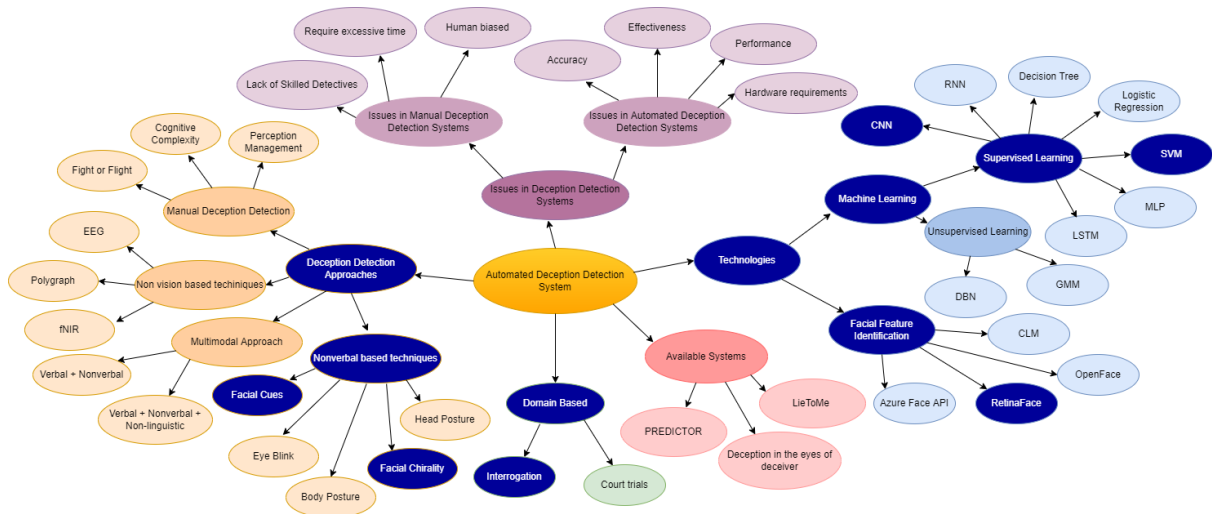 Require excessive time
Human biased
Effectiveness
Performance
Accuracy
Hardware requirements
Lack of Skilled Detectives
Issues in Manual Deception
Detection Systems
Issues in Automated Deception
Detection Systems
RNN
Decision Tree
Logistic
Regression
CNN
Supervised Learning
SVM
Cognitive
Complexity
Perception
Management
Fight or Flight
Manual Deception Detection
Issues in Deception Detection
Systems
Machine Learning
MLP
Unsupervised Learning
LSTM
EEG
Deception Detection
Approaches
Automated Deception Detection
System
Technologies
Polygraph
Non vision based techiniques
DBN
GMM
fNIR
Multimodal Approach
Nonverbal based techniques
Available Systems
Facial Feature
Identification
CLM
OpenFace
Verbal + Nonverbal
Facial Cues
Domain Based
LieToMe
Azure Face API
RetinaFace
Verbal + Nonverbal +
Non-linguistic
Head Posture
PREDICTOR
Eye Blink
Facial Chirality
Interrogation
Deception in the eyes of
deceiver
Body Posture
Court trials